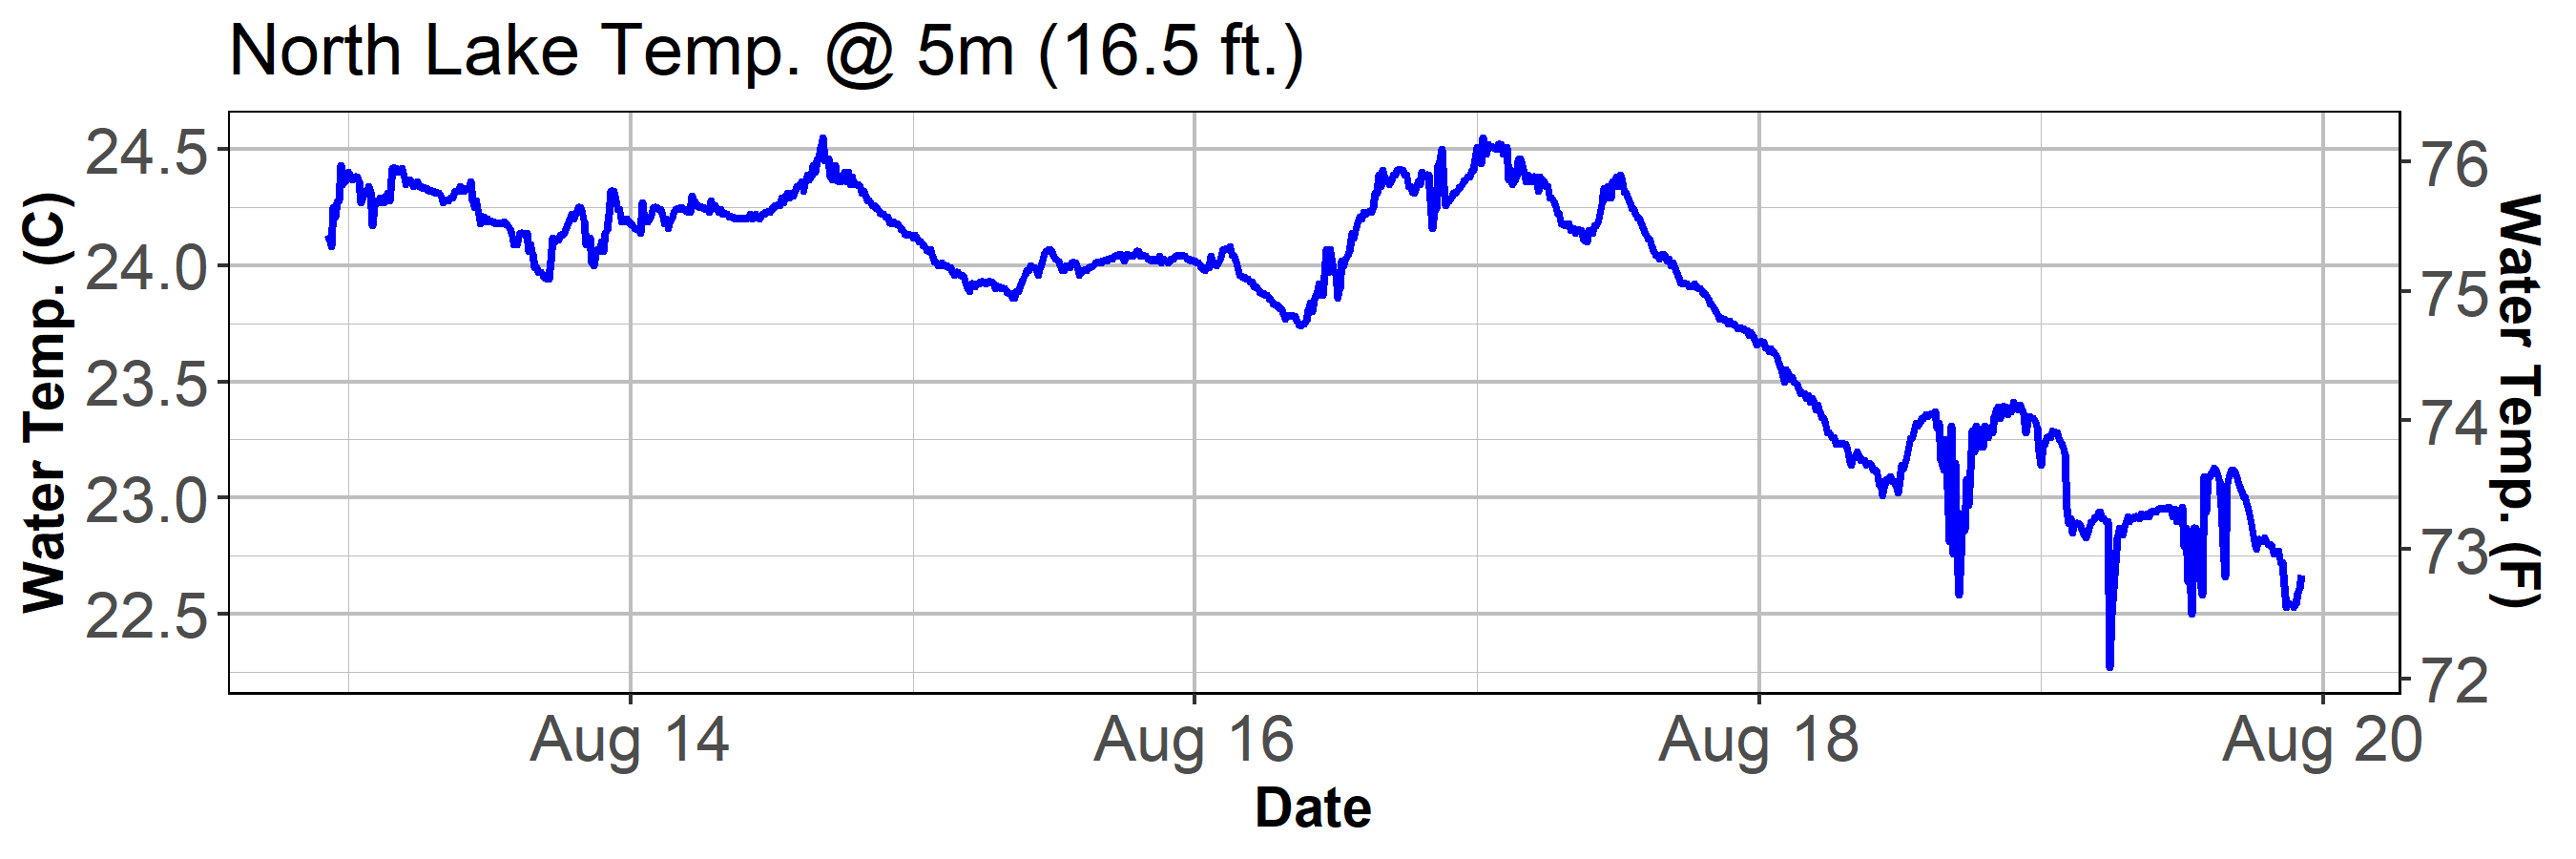 North Lake Temp. @ 5m (16.5 ft.)
Water Temp. (C)
24.5
24.0
23.5
23.0
22.5
76
75
74
73
72
Water Temp. (F)
Aug 14 Aug 16 Aug 18 Aug 20
Date